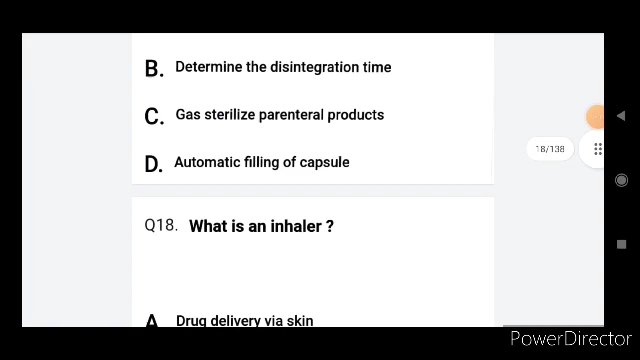 B. Determine the disintegration time
C. Gas sterilize parenteral products
18/138
D. Automatic filling of capsule
Q18. What is an inhaler ?
A Drug delivery via skin
PowerDirector